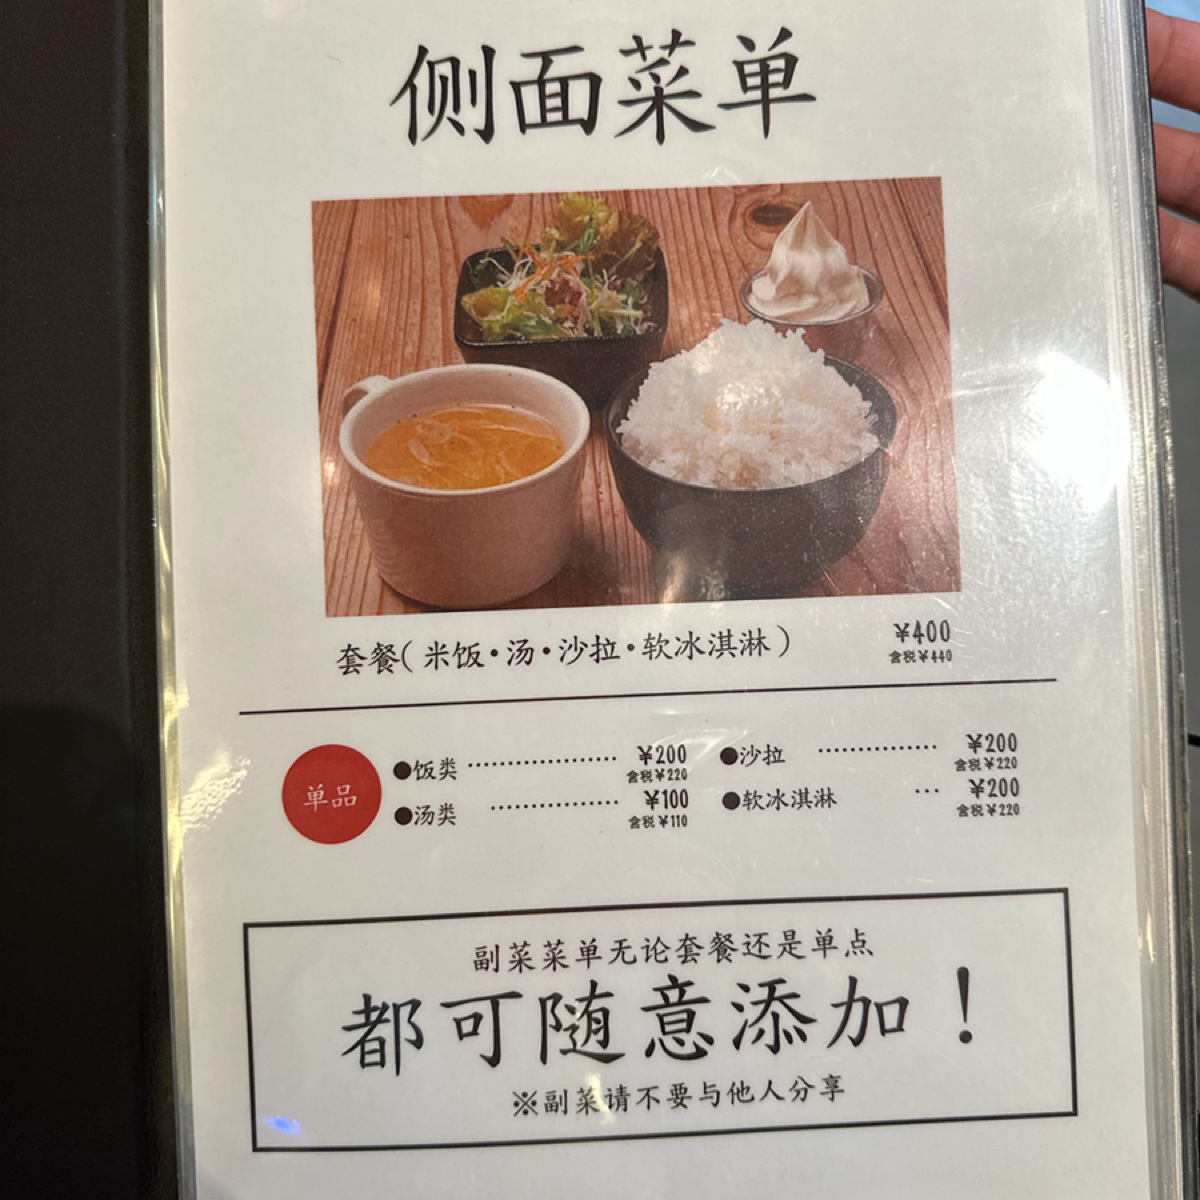 侧面菜单
套餐(米饭·汤·沙拉·软冰淇淋) ¥400
含税¥440
单品
●饭类 ¥200
含税¥220
●汤类 ¥100
含税¥110
●沙拉 ¥200
含税¥220
●软冰淇淋 ¥200
含税¥220
副菜菜单无论套餐还是单点
都可随意添加！
※副菜请不要与他人分享